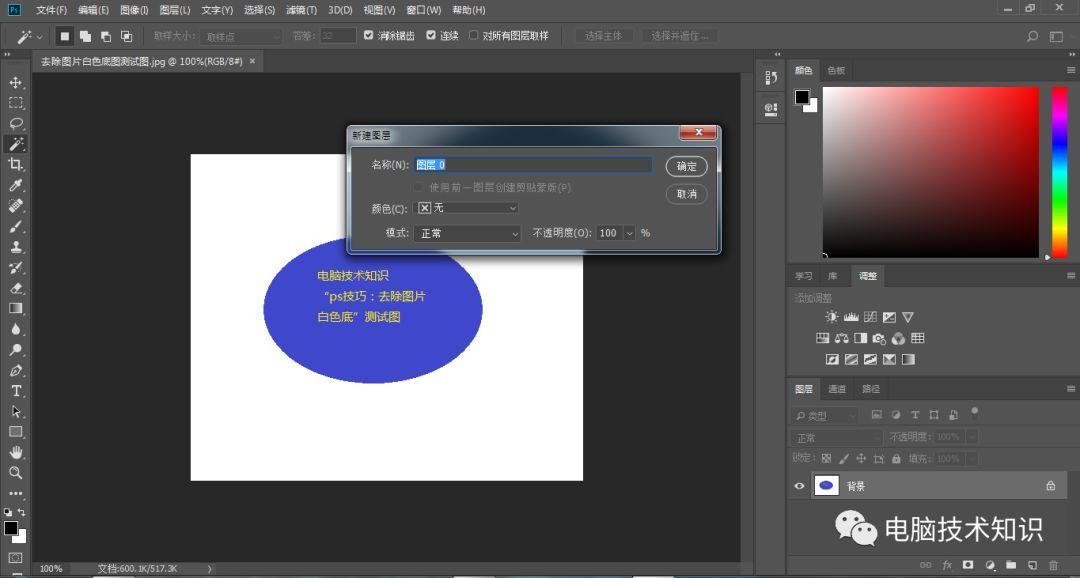 Ps 文件(F) 编辑(E) 图像(I) 图层(L) 文字(Y) 选择(S) 滤镜(T) 3D(D) 视图(V) 窗口(W) 帮助(H)
取样大小: 取样点 容差: 32 消除锯齿 连续 对所有图层取样 选择主体 选择并遮住...
去除图片白色底图测试图.jpg @ 100%(RGB/8#) ×
新建图层
名称(N): 图层 0 确定
使用前一图层创建剪贴蒙版(P)
取消
颜色(C): 无
模式: 正常 不透明度(O): 100 %
电脑技术知识
“ps技巧：去除图片
白色底”测试图
颜色 色板
学习 库 调整
添加调整
图层 通道 路径
类型
正常 不透明度: 100%
锁定: 填充: 100%
背景
电脑技术知识
100% 文档:600.1K/517.3K
fx